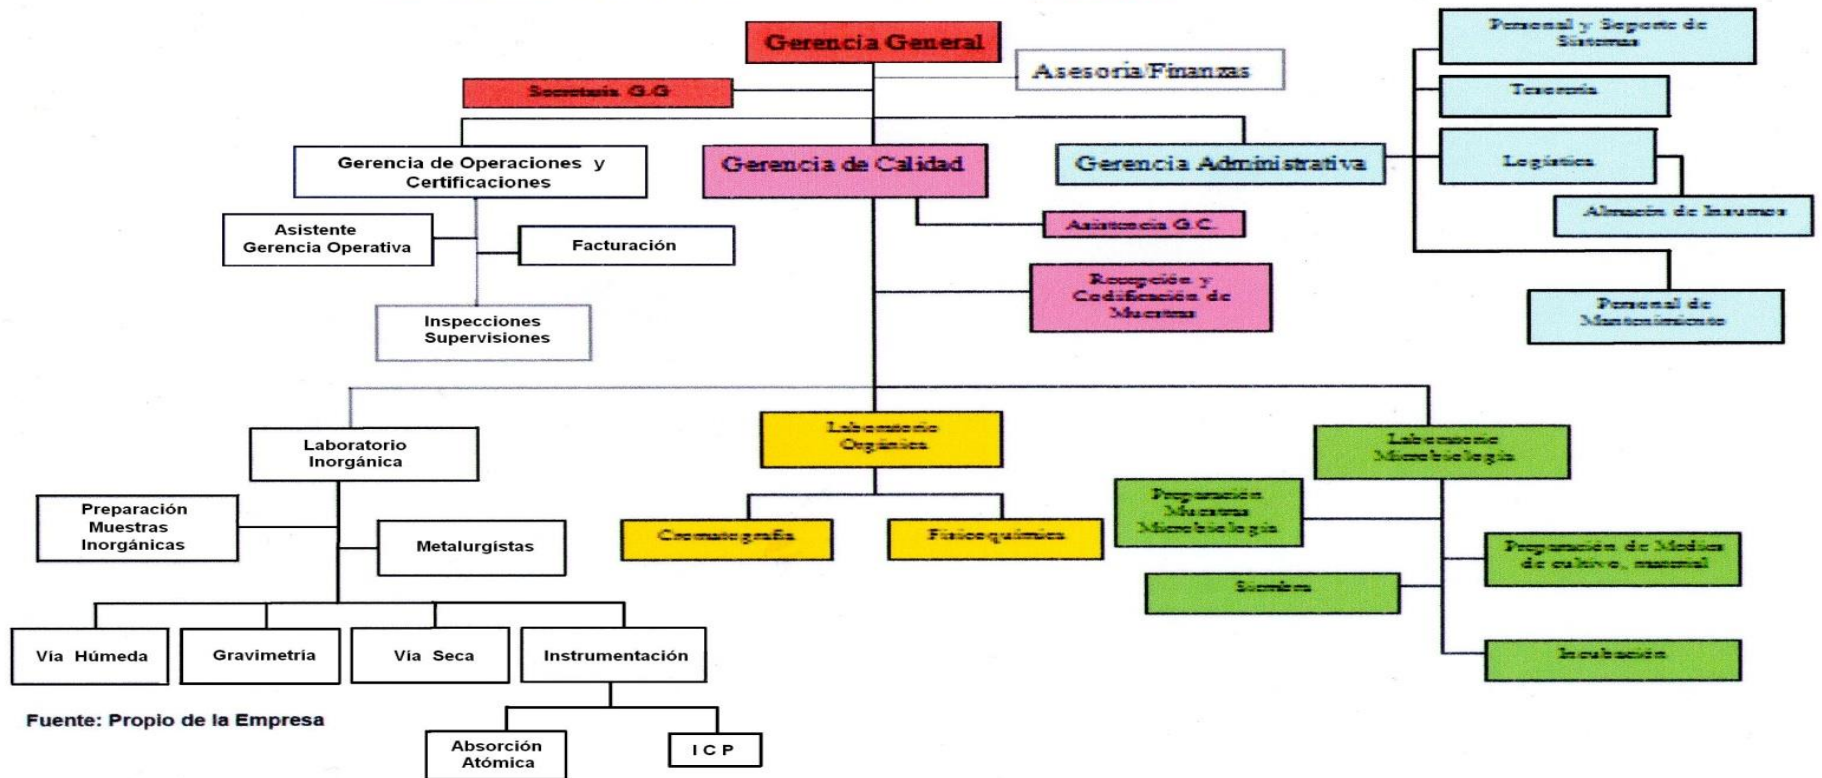 Gerencia General
Asesoría/Finanzas
Secretaria G.G
Personal y Soporte de
Sistemas
Tesorería
Logística
Almacén de Insumos
Personal de
Mantenimiento
Gerencia de Operaciones y
Certificaciones
Gerencia de Calidad
Gerencia Administrativa
Asistente
Gerencia Operativa
Facturación
Inspecciones
Supervisiones
Asistencia G.C.
Recepción y
Codificación de
Muestras
Laboratorio
Inorgánica
Laboratorio
Orgánica
Laboratorio
Microbiología
Preparación
Muestras
Inorgánicas
Metalurgístas
Cromatografía
Fisicoquímica
Preparación
Muestras
Microbiología
Preparación de Medios
de cultivo, material
Siembra
Incubación
Vía Húmeda
Gravimetría
Vía Seca
Instrumentación
Absorción
Atómica
I C P
Fuente: Propio de la Empresa